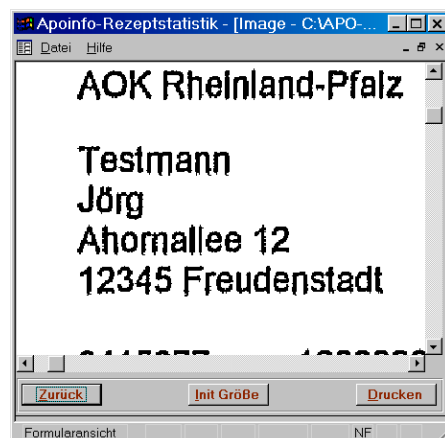 Apoinfo-Rezeptstatistik - [Image - C:\APO-...
Datei Hilfe
AOK Rheinland-Pfalz
Testmann
Jörg
Ahornallee 12
12345 Freudenstadt
Zurück Init Größe Drucken
Formularansicht NF